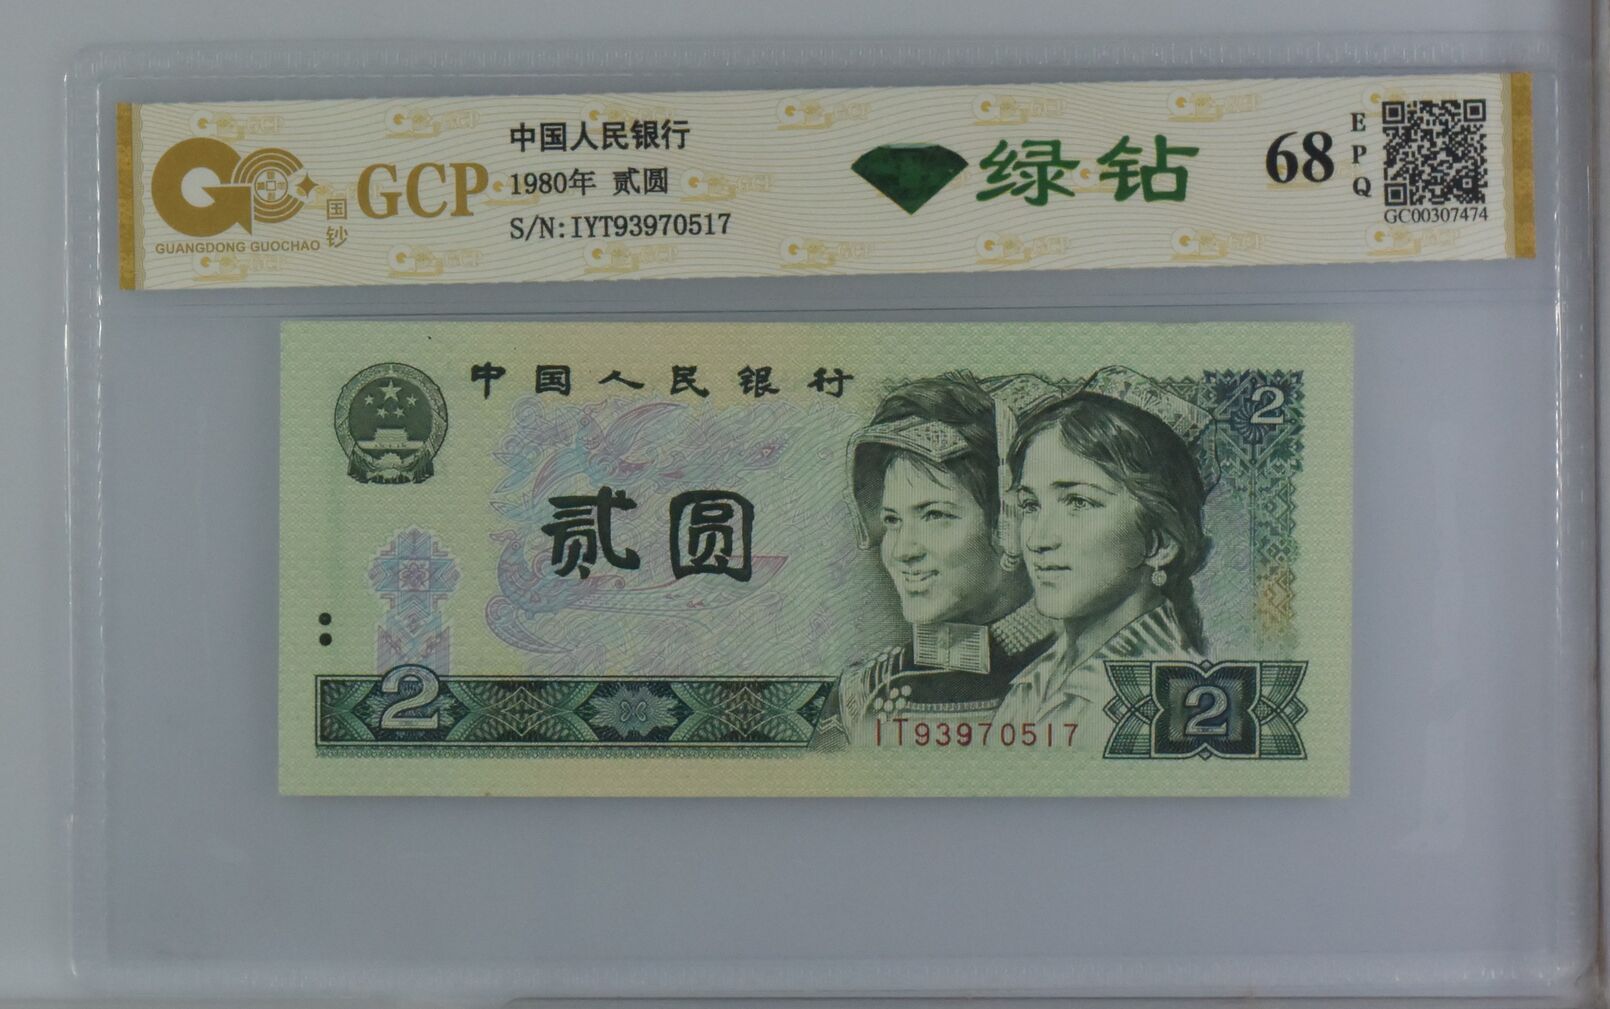 GUANGDONG GUOCHAO
国钞
GCP
中国人民银行
1980年 贰圆
S/N:IYT93970517
绿钻
68
EPQ
GC00307474
中国人民银行
2
贰圆
2
2
IT93970517